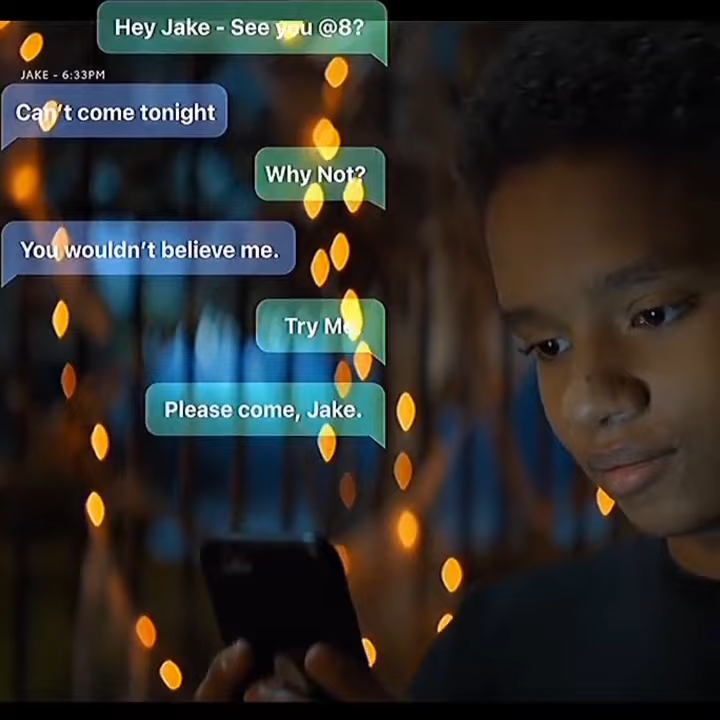 Hey Jake - See you @8?
JAKE - 6:33PM
Can't come tonight
Why Not?
You wouldn't believe me.
Try Me
Please come, Jake.